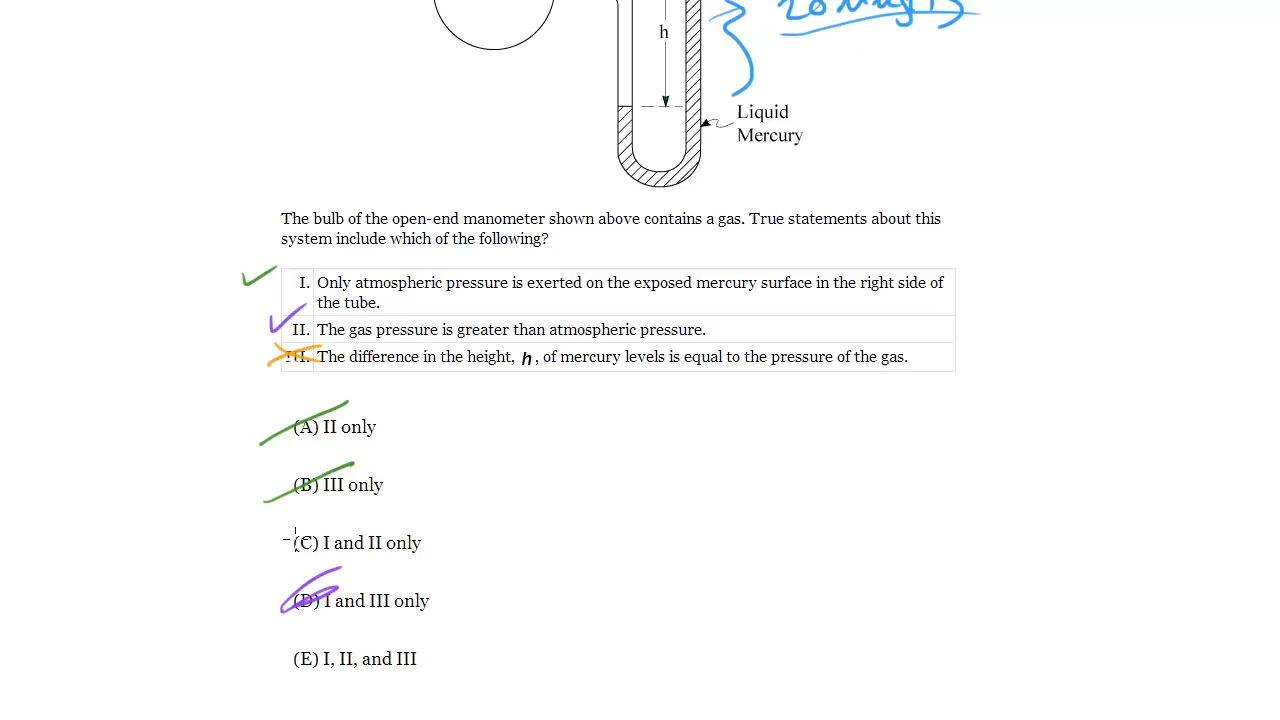 h
Liquid
Mercury
The bulb of the open-end manometer shown above contains a gas. True statements about this
system include which of the following?
I. Only atmospheric pressure is exerted on the exposed mercury surface in the right side of
the tube.
II. The gas pressure is greater than atmospheric pressure.
III. The difference in the height, h, of mercury levels is equal to the pressure of the gas.
(A) II only
(B) III only
(C) I and II only
(D) I and III only
(E) I, II, and III